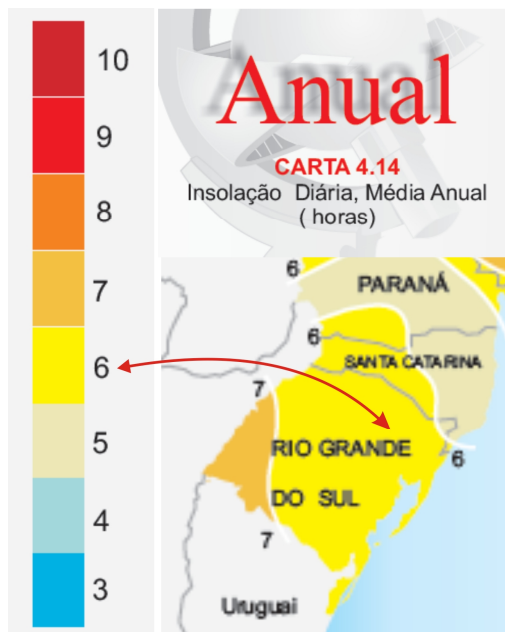 10
9
8
7
6
5
4
3
Anual
CARTA 4.14
Insolação Diária, Média Anual
( horas)
6
PARANÁ
6
SANTA CATARINA
7
RIO GRANDE
6
DO SUL
7
Uruguai